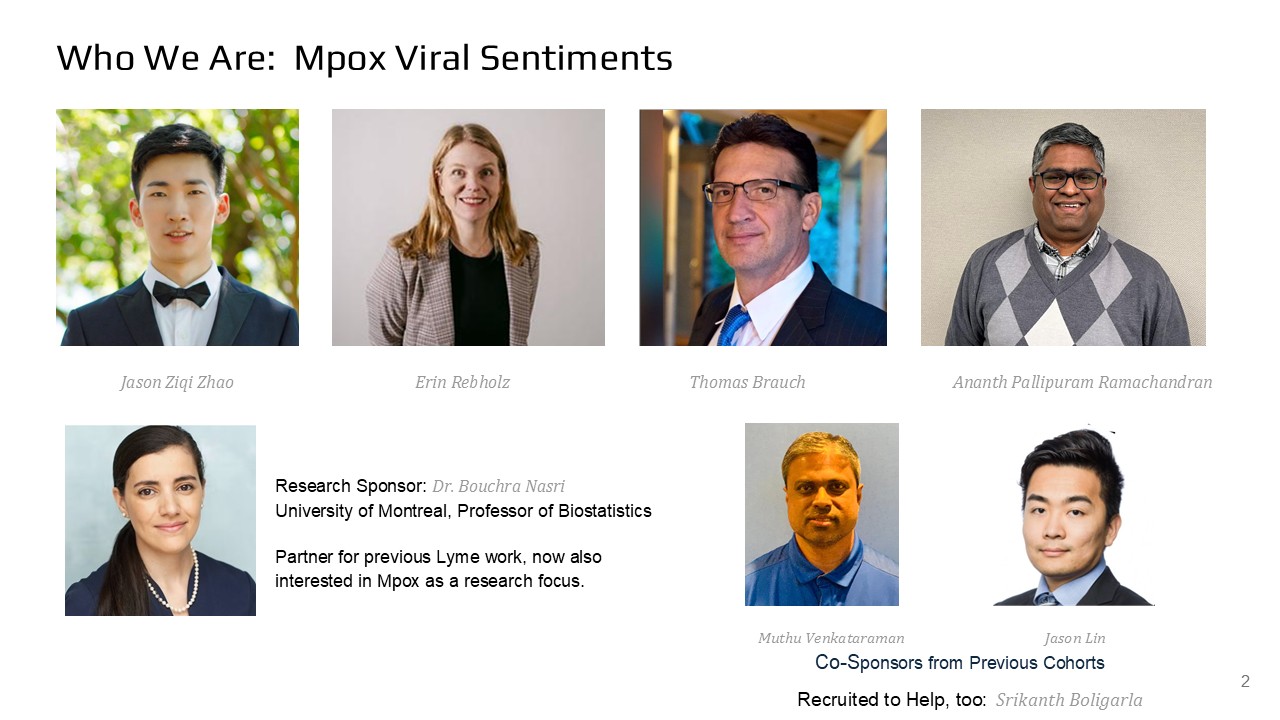 Who We Are: Mpox Viral Sentiments
Jason Ziqi Zhao
Erin Rebholz
Thomas Brauch
Ananth Pallipuram Ramachandran
Research Sponsor: Dr. Bouchra Nasri
University of Montreal, Professor of Biostatistics
Partner for previous Lyme work, now also
interested in Mpox as a research focus.
Muthu Venkataraman
Jason Lin
Co-Sponsors from Previous Cohorts
Recruited to Help, too: Srikanth Boligarla
2